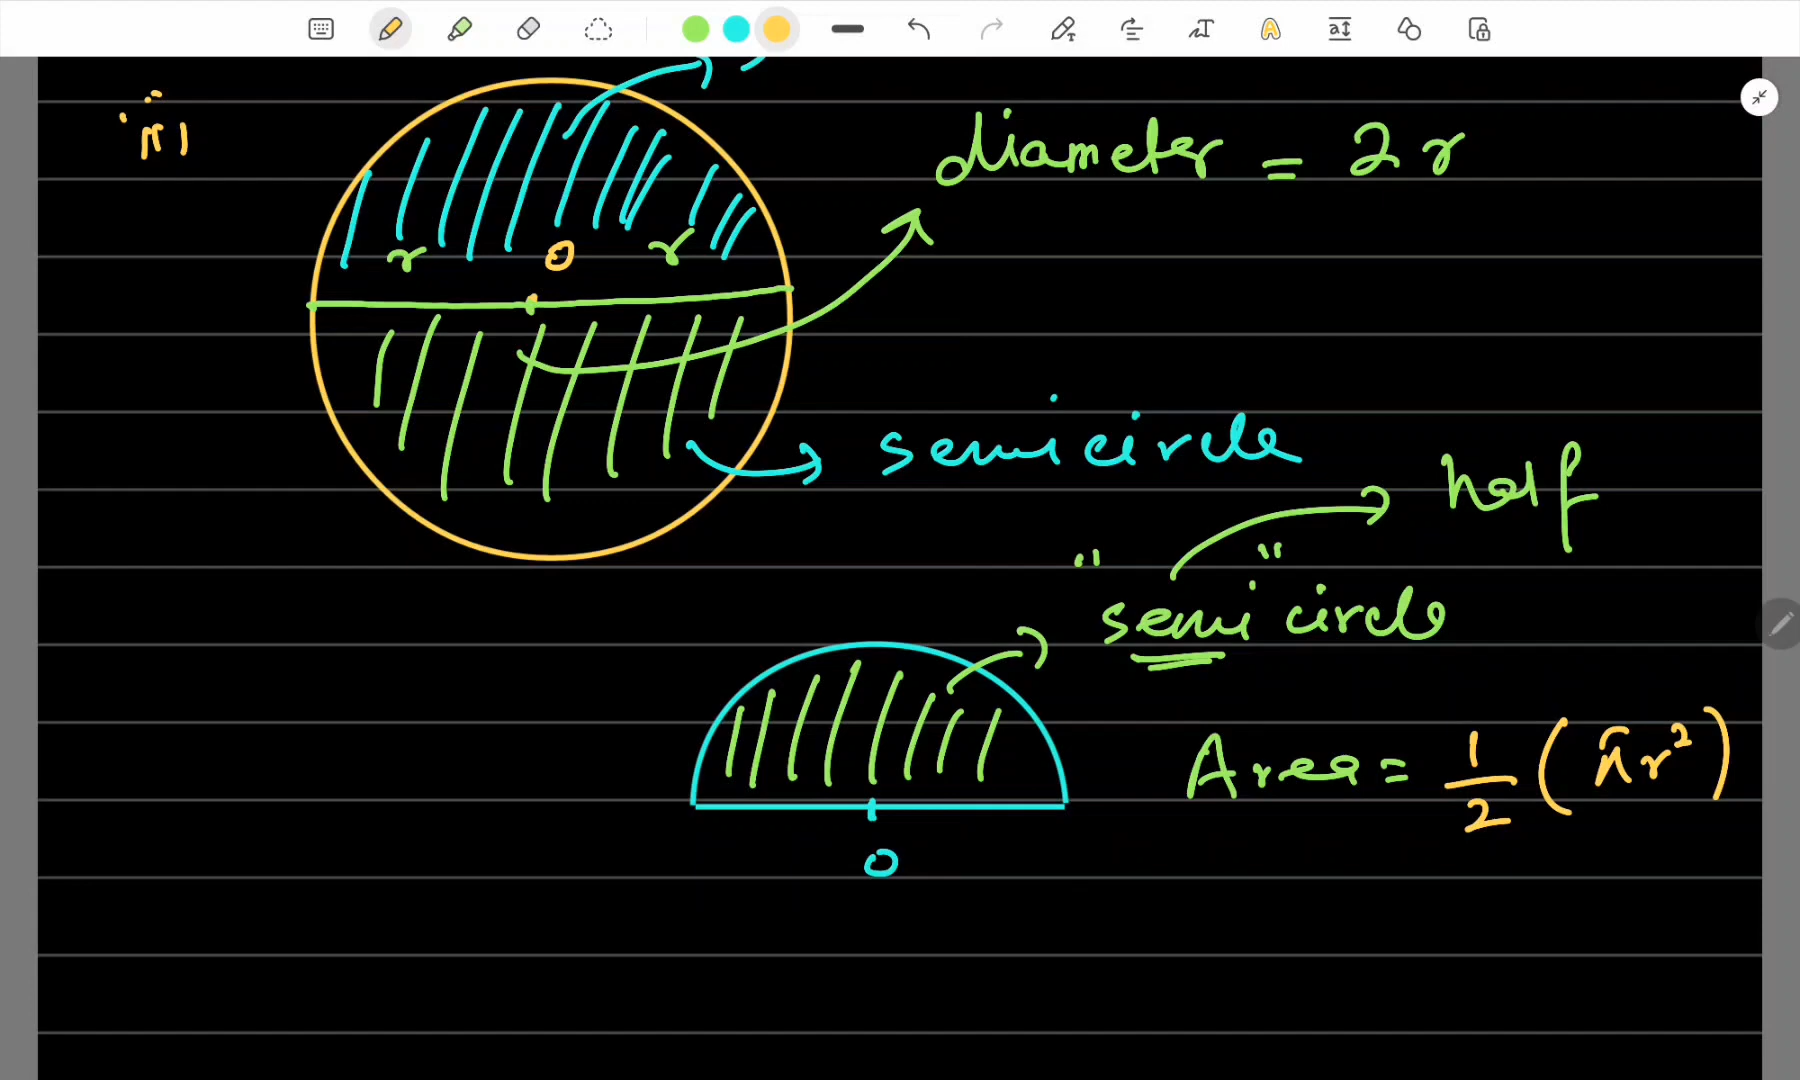 diameter = 2r
r O r
semicircle
half
"semi" circle
Area = 1/2 (πr²)
O